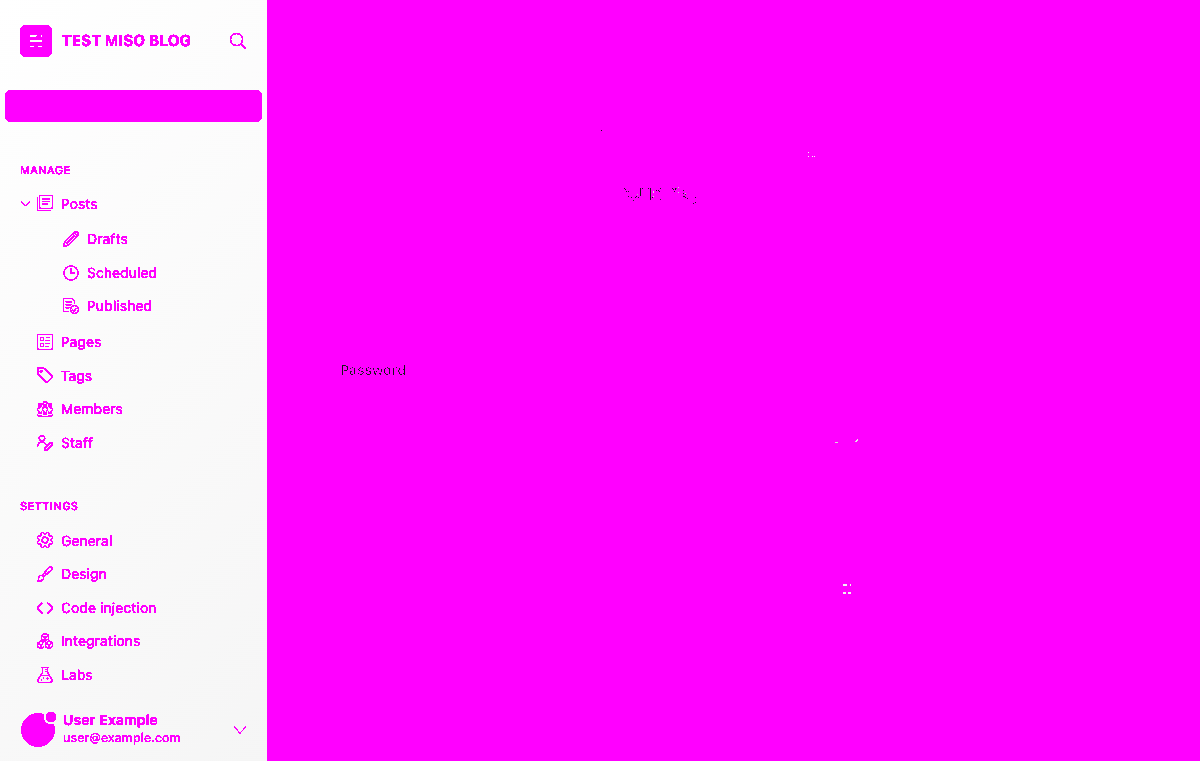 TEST MISO BLOG
MANAGE
Posts
Drafts
Scheduled
Published
Pages
Password
Tags
Members
Staff
SETTINGS
General
Design
Code injection
Integrations
Labs
User Example
user@example.com